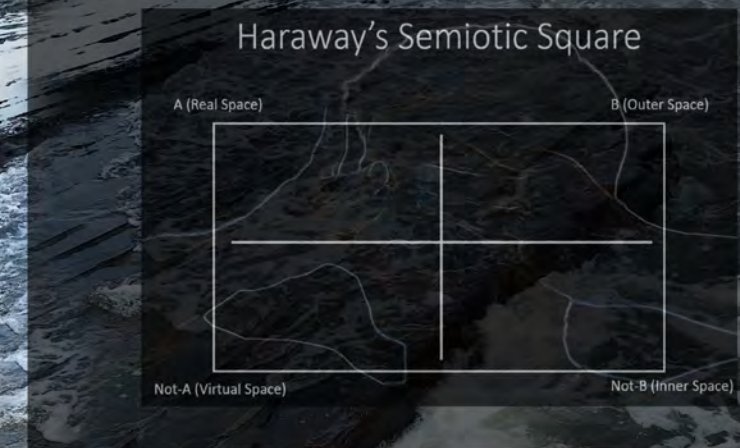 Haraway's Semiotic Square
A (Real Space)
B (Outer Space)
Not-A (Virtual Space)
Not-B (Inner Space)